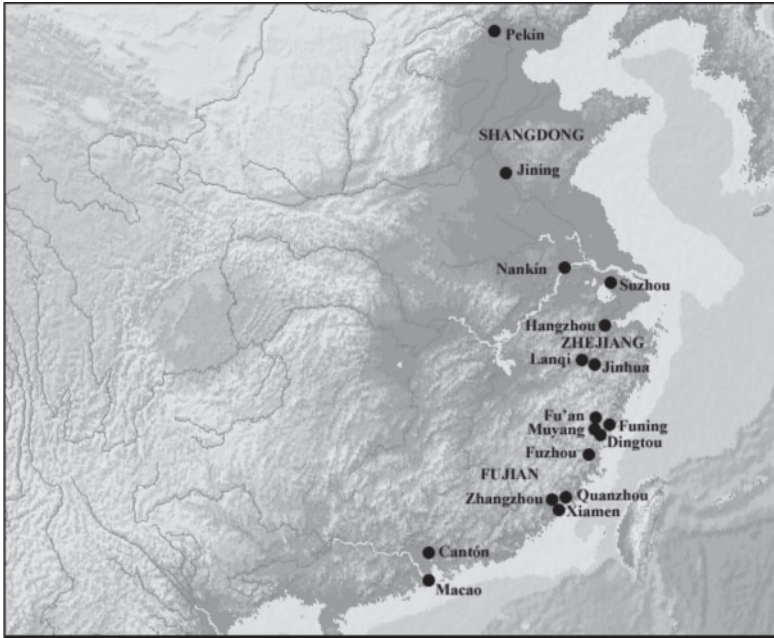 Pekín
SHANGDONG
Jining
Nankín
Suzhou
Hangzhou
ZHEJIANG
Lanqi
Jinhua
Fu'an
Funing
Muyang
Dingtou
Fuzhou
FUJIAN
Quanzhou
Zhangzhou
Xiamen
Cantón
Macao